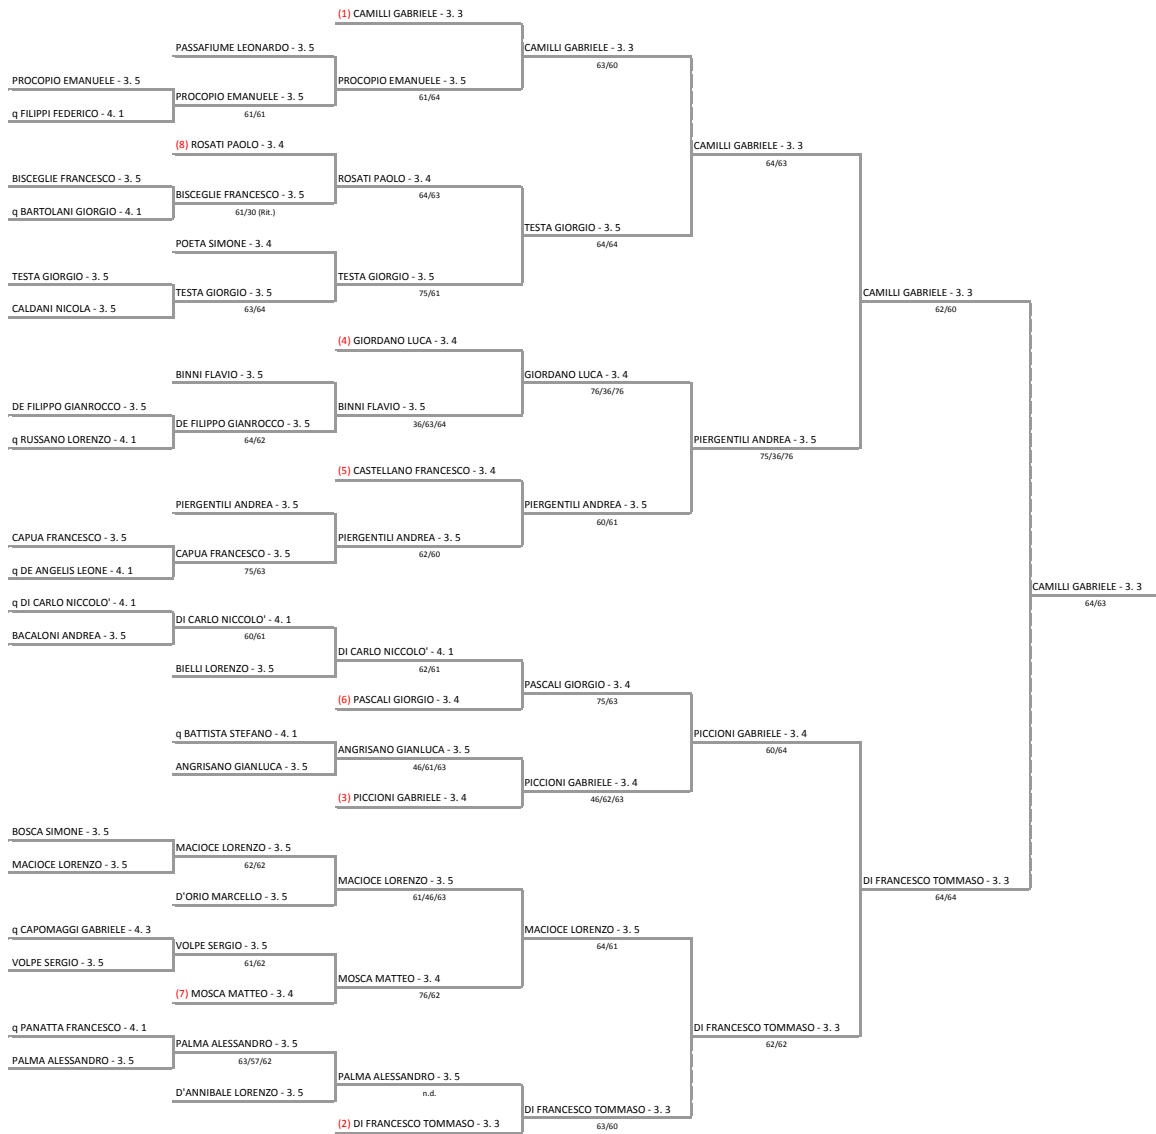 (1) CAMILLI GABRIELE - 3. 3
PASSAFIUME LEONARDO - 3. 5
CAMILLI GABRIELE - 3. 3
63/60
PROCOPIO EMANUELE - 3. 5
PROCOPIO EMANUELE - 3. 5
61/64
PROCOPIO EMANUELE - 3. 5
61/61
q FILIPPI FEDERICO - 4. 1
(8) ROSATI PAOLO - 3. 4
CAMILLI GABRIELE - 3. 3
64/63
BISCEGLIE FRANCESCO - 3. 5
ROSATI PAOLO - 3. 4
64/63
BISCEGLIE FRANCESCO - 3. 5
61/30 (Rit.)
q BARTOLANI GIORGIO - 4. 1
TESTA GIORGIO - 3. 5
64/64
POETA SIMONE - 3. 4
TESTA GIORGIO - 3. 5
TESTA GIORGIO - 3. 5
75/61
TESTA GIORGIO - 3. 5
63/64
CALDANI NICOLA - 3. 5
CAMILLI GABRIELE - 3. 3
62/60
(4) GIORDANO LUCA - 3. 4
BINNI FLAVIO - 3. 5
GIORDANO LUCA - 3. 4
76/36/76
DE FILIPPO GIANROCCO - 3. 5
BINNI FLAVIO - 3. 5
36/63/64
DE FILIPPO GIANROCCO - 3. 5
64/62
q RUSSANO LORENZO - 4. 1
PIERGENTILI ANDREA - 3. 5
75/36/76
(5) CASTELLANO FRANCESCO - 3. 4
PIERGENTILI ANDREA - 3. 5
PIERGENTILI ANDREA - 3. 5
60/61
CAPUA FRANCESCO - 3. 5
PIERGENTILI ANDREA - 3. 5
62/60
CAPUA FRANCESCO - 3. 5
75/63
q DE ANGELIS LEONE - 4. 1
CAMILLI GABRIELE - 3. 3
64/63
q DI CARLO NICCOLO' - 4. 1
DI CARLO NICCOLO' - 4. 1
60/61
BACALONI ANDREA - 3. 5
DI CARLO NICCOLO' - 4. 1
62/61
BIELLI LORENZO - 3. 5
PASCALI GIORGIO - 3. 4
75/63
(6) PASCALI GIORGIO - 3. 4
q BATTISTA STEFANO - 4. 1
PICCIONI GABRIELE - 3. 4
60/64
ANGRISANO GIANLUCA - 3. 5
46/61/63
ANGRISANO GIANLUCA - 3. 5
PICCIONI GABRIELE - 3. 4
46/62/63
(3) PICCIONI GABRIELE - 3. 4
BOSCA SIMONE - 3. 5
MACIOCE LORENZO - 3. 5
62/62
MACIOCE LORENZO - 3. 5
MACIOCE LORENZO - 3. 5
61/46/63
DI FRANCESCO TOMMASO - 3. 3
64/64
D'ORIO MARCELLO - 3. 5
q CAPOMAGGI GABRIELE - 4. 3
MACIOCE LORENZO - 3. 5
64/61
VOLPE SERGIO - 3. 5
61/62
VOLPE SERGIO - 3. 5
MOSCA MATTEO - 3. 4
76/62
(7) MOSCA MATTEO - 3. 4
q PANATTA FRANCESCO - 4. 1
DI FRANCESCO TOMMASO - 3. 3
62/62
PALMA ALESSANDRO - 3. 5
63/57/62
PALMA ALESSANDRO - 3. 5
PALMA ALESSANDRO - 3. 5
n.d.
D'ANNIBALE LORENZO - 3. 5
DI FRANCESCO TOMMASO - 3. 3
63/60
(2) DI FRANCESCO TOMMASO - 3. 3